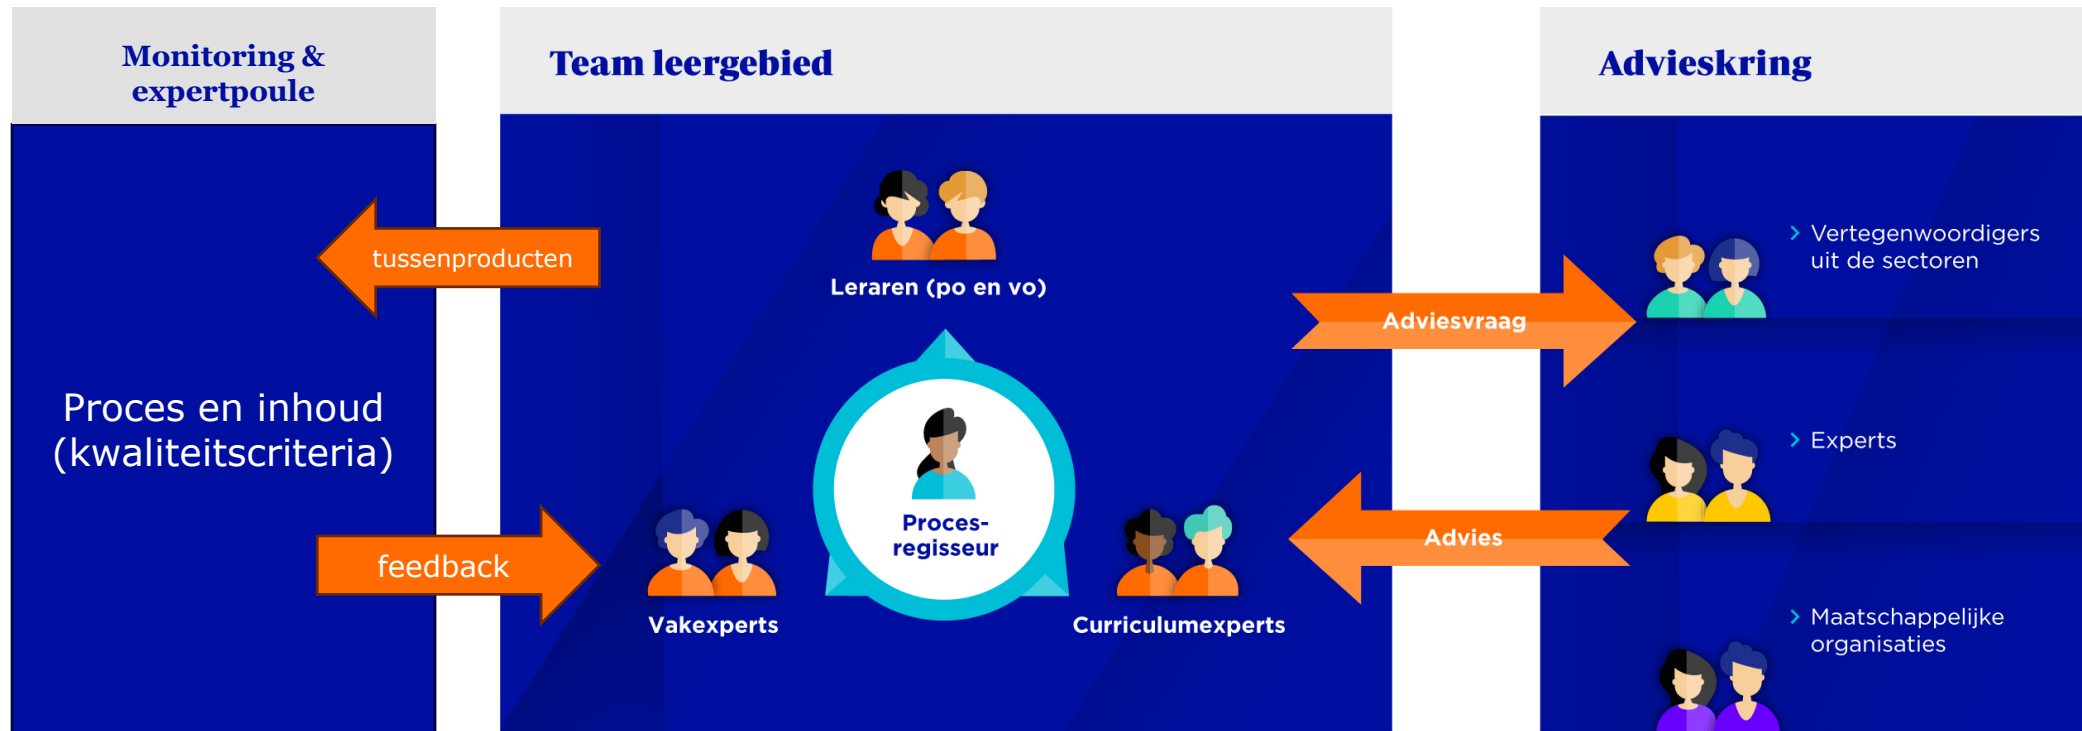 Monitoring &
expertpoule
Proces en inhoud
(kwaliteitscriteria)
tussenproducten
feedback
Team leergebied
Leraren (po en vo)
Proces-
regisseur
Vakexperts
Curriculumexperts
Adviesvraag
Advies
Advieskring
Vertegenwoordigers
uit de sectoren
Experts
Maatschappelijke
organisaties